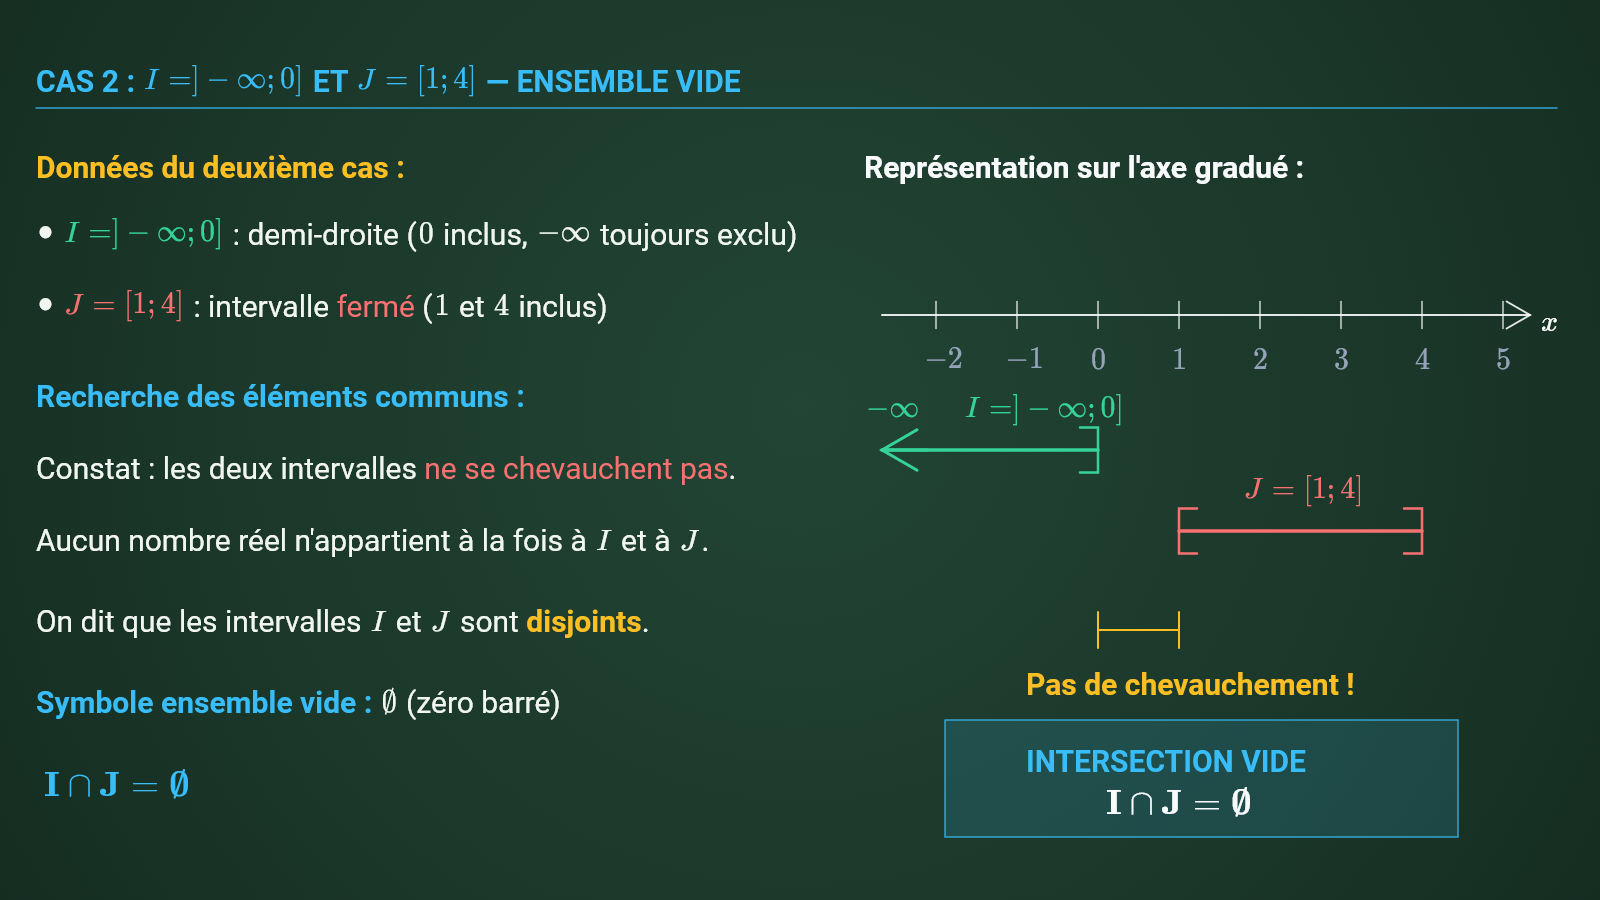 CAS 2 : I =] − ∞; 0] ET J = [1; 4] — ENSEMBLE VIDE
Données du deuxième cas :
• I =] − ∞; 0] : demi-droite (0 inclus, −∞ toujours exclu)
• J = [1; 4] : intervalle fermé (1 et 4 inclus)
Recherche des éléments communs :
Constat : les deux intervalles ne se chevauchent pas.
Aucun nombre réel n'appartient à la fois à I et à J.
On dit que les intervalles I et J sont disjoints.
Symbole ensemble vide : ∅ (zéro barré)
I ∩ J = ∅
Représentation sur l'axe gradué :
x
−2 −1 0 1 2 3 4 5
−∞ I =] − ∞; 0]
J = [1; 4]
Pas de chevauchement !
INTERSECTION VIDE
I ∩ J = ∅